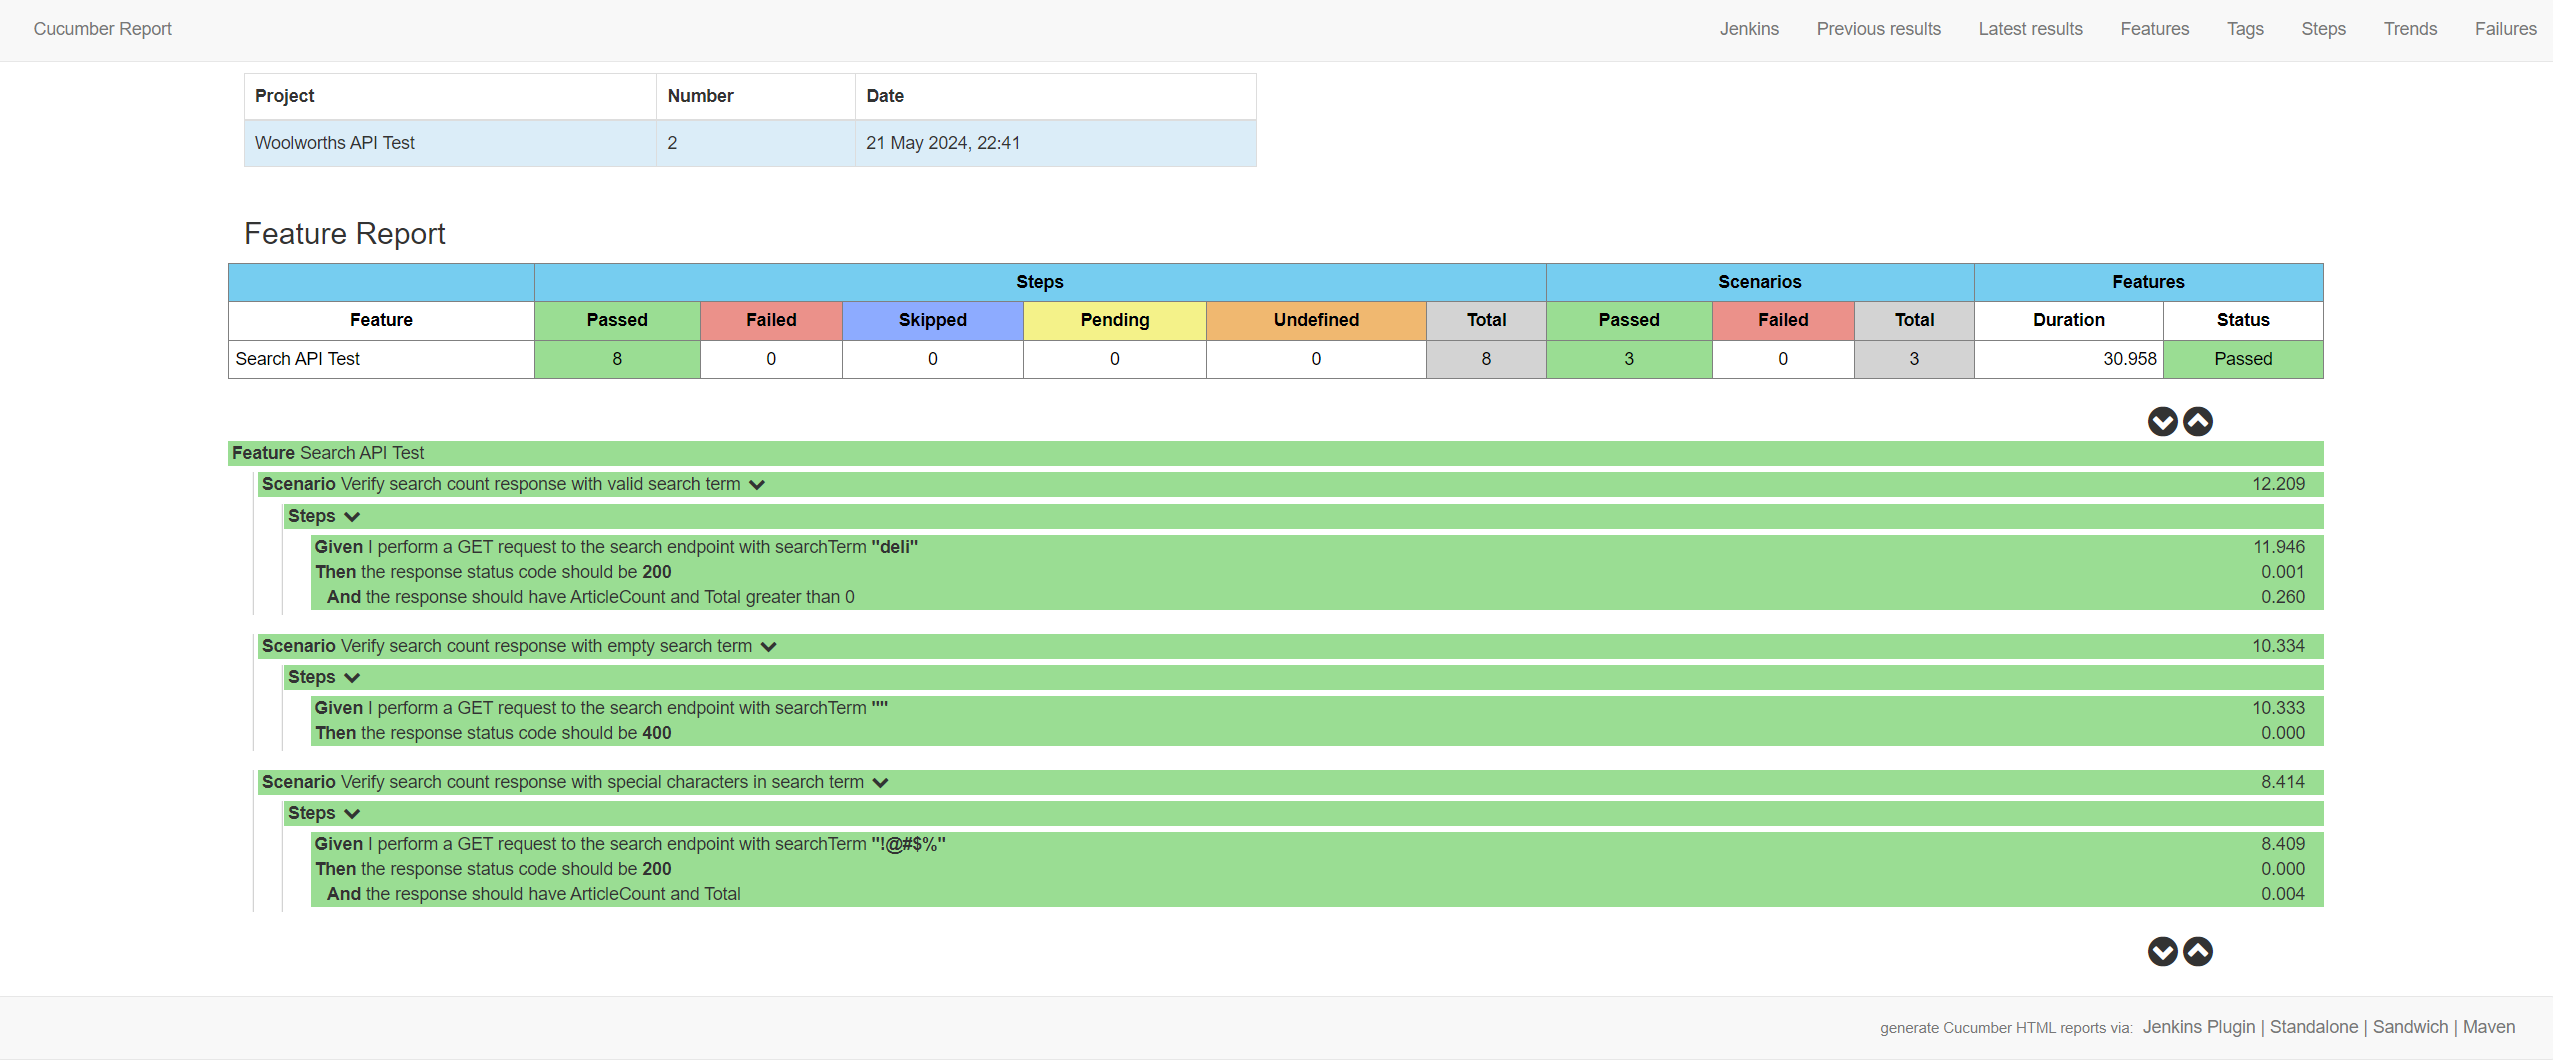 Cucumber Report Jenkins Previous results Latest results Features Tags Steps Trends Failures
Project Number Date
Woolworths API Test 2 21 May 2024, 22:41
Feature Report
Steps Scenarios Features
Feature Passed Failed Skipped Pending Undefined Total Passed Failed Total Duration Status
Search API Test 8 0 0 0 0 8 3 0 3 30.958 Passed
Feature Search API Test
Scenario Verify search count response with valid search term 12.209
Steps
Given I perform a GET request to the search endpoint with searchTerm "deli" 11.946
Then the response status code should be 200 0.001
And the response should have ArticleCount and Total greater than 0 0.260
Scenario Verify search count response with empty search term 10.334
Steps
Given I perform a GET request to the search endpoint with searchTerm "" 10.333
Then the response status code should be 400 0.000
Scenario Verify search count response with special characters in search term 8.414
Steps
Given I perform a GET request to the search endpoint with searchTerm "!@#$%" 8.409
Then the response status code should be 200 0.000
And the response should have ArticleCount and Total 0.004
generate Cucumber HTML reports via: Jenkins Plugin | Standalone | Sandwich | Maven